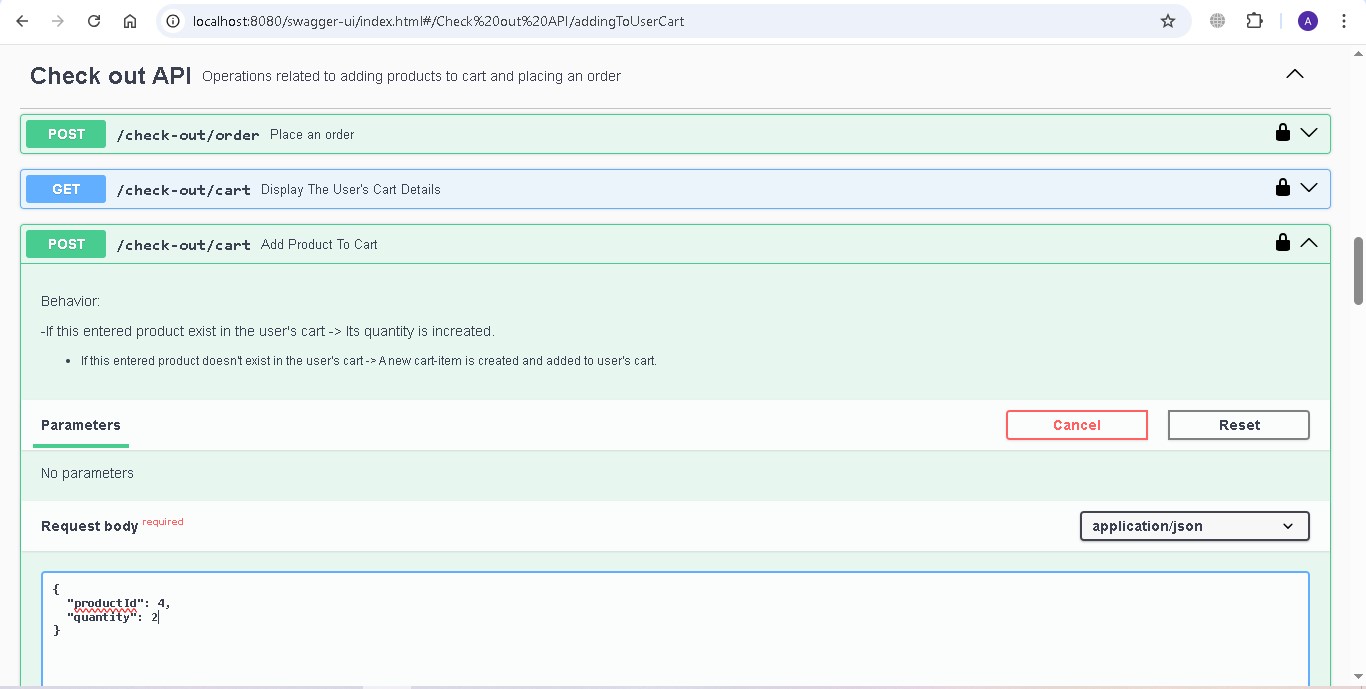 localhost:8080/swagger-ui/index.html#/Check%20out%20API/addingToUserCart
A
Check out API Operations related to adding products to cart and placing an order
POST /check-out/order Place an order
GET /check-out/cart Display The User's Cart Details
POST /check-out/cart Add Product To Cart
Behavior:
-If this entered product exist in the user's cart -> Its quantity is increated.
• If this entered product doesn't exist in the user's cart -> A new cart-item is created and added to user's cart.
Parameters Cancel Reset
No parameters
Request body required application/json
{
"productId": 4,
"quantity": 2
}